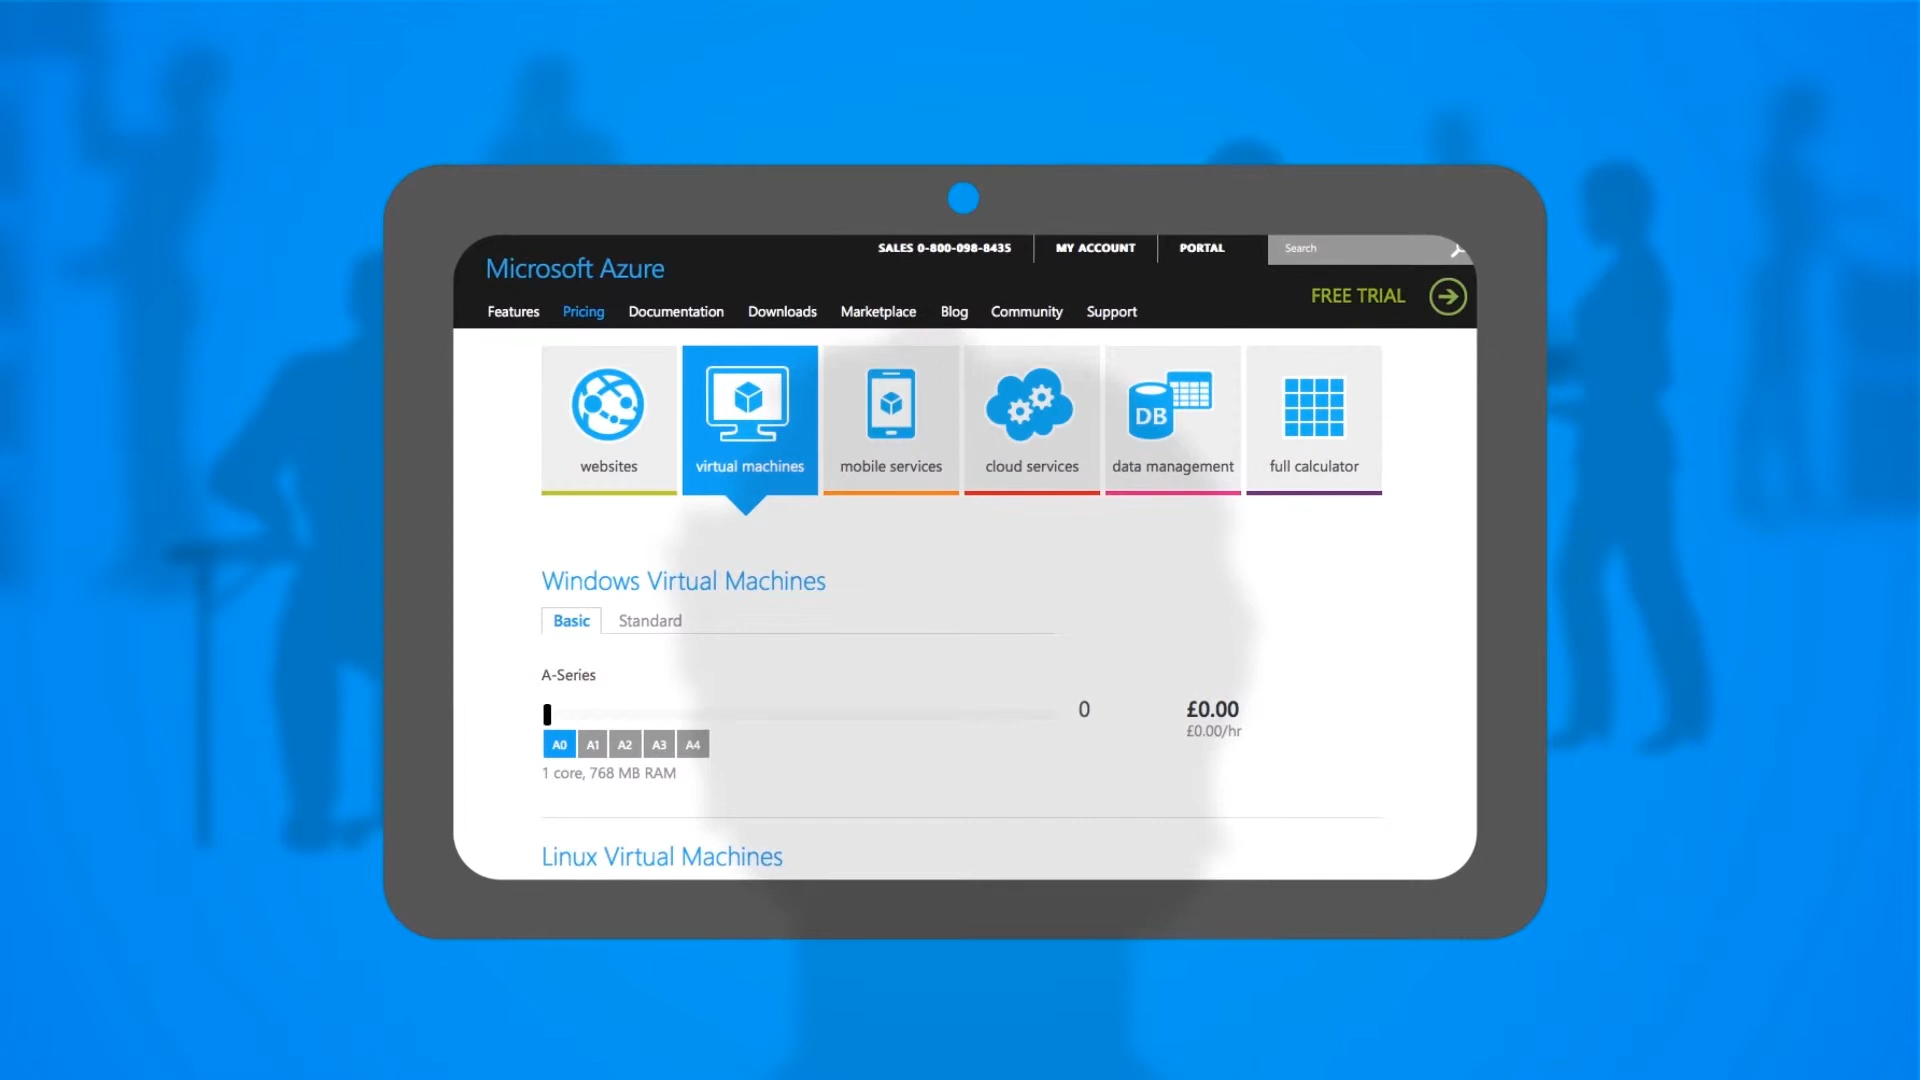 SALES 0-800-098-8435 MY ACCOUNT PORTAL Search
Microsoft Azure
FREE TRIAL
Features Pricing Documentation Downloads Marketplace Blog Community Support
DB
websites virtual machines mobile services cloud services data management full calculator
Windows Virtual Machines
Basic Standard
A-Series
0 £0.00
£0.00/hr
A0 A1 A2 A3 A4
1 core, 768 MB RAM
Linux Virtual Machines